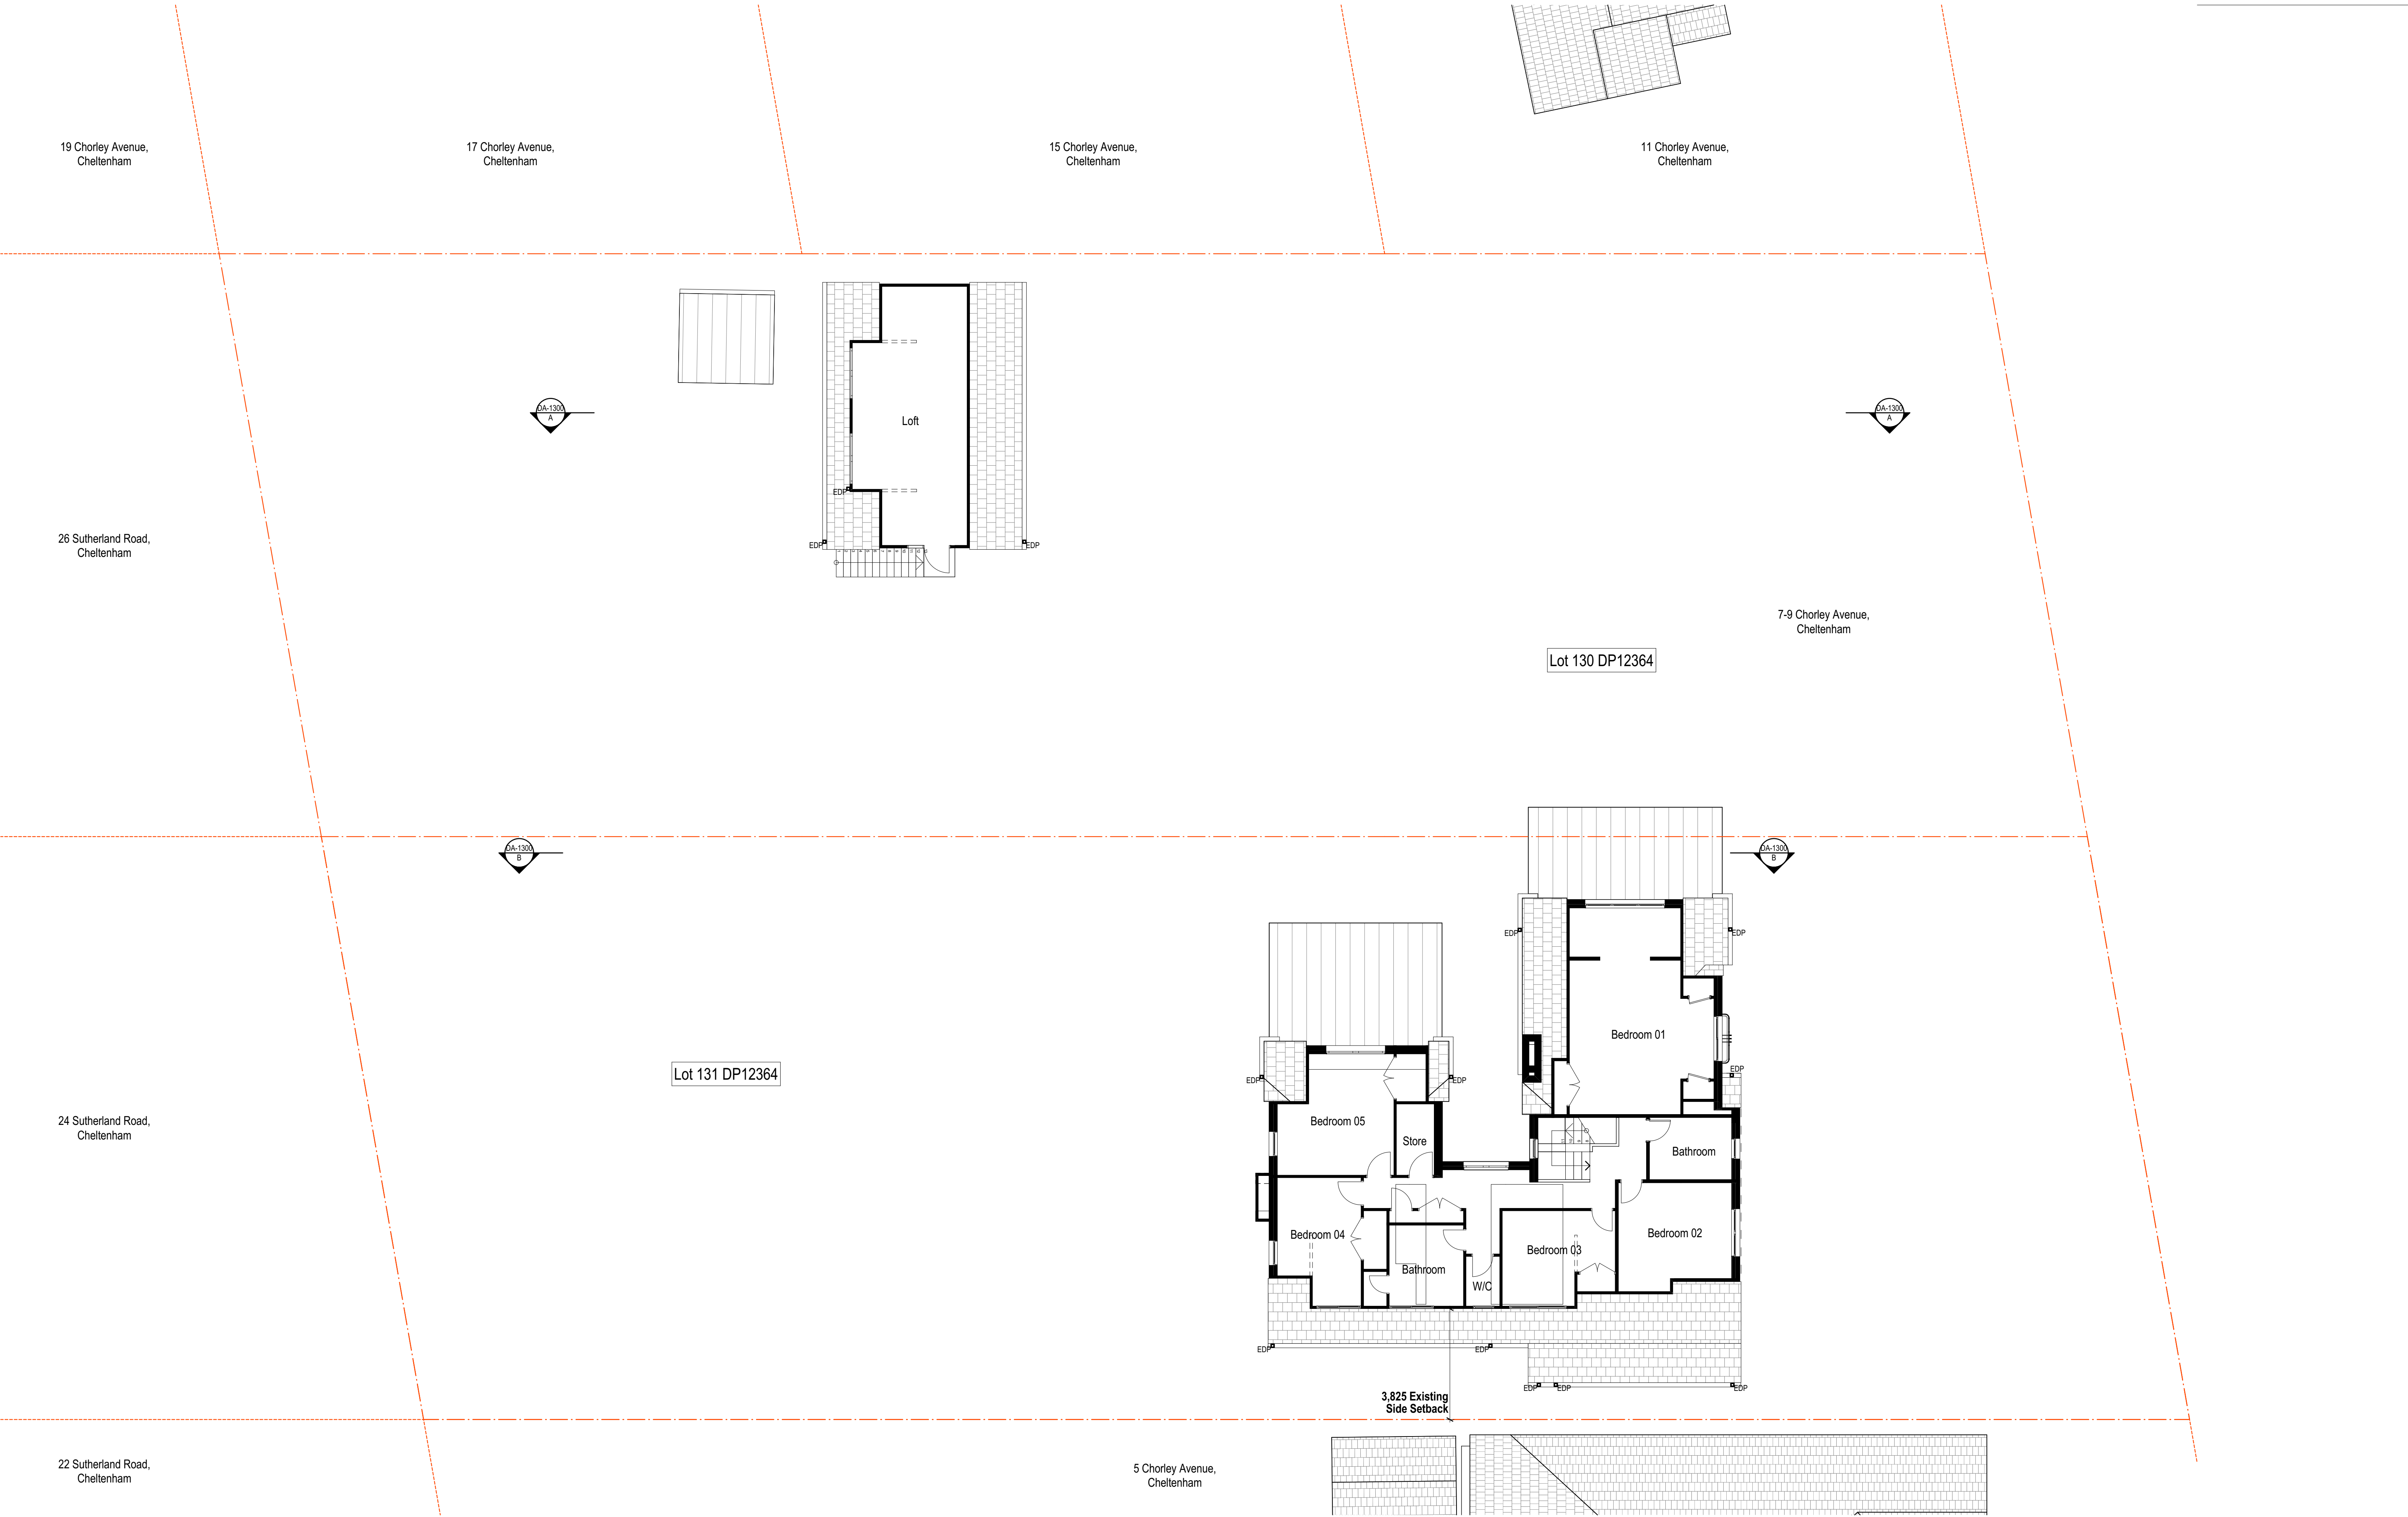 19 Chorley Avenue,
Cheltenham
17 Chorley Avenue,
Cheltenham
15 Chorley Avenue,
Cheltenham
11 Chorley Avenue,
Cheltenham
DA-1300
A
Loft
DA-1300
A
EDP
26 Sutherland Road,
Cheltenham
EDP
EDP
7-9 Chorley Avenue,
Cheltenham
Lot 130 DP12364
DA-1300
B
DA-1300
B
EDP
EDP
Bedroom 01
Lot 131 DP12364
EDP
EDP
EDP
24 Sutherland Road,
Cheltenham
Bedroom 05
Store
Bathroom
Bedroom 04
Bedroom 02
Bedroom 03
Bathroom
W/C
EDP
EDP
EDP
EDP
EDP
3,825 Existing
Side Setback
22 Sutherland Road,
Cheltenham
5 Chorley Avenue,
Cheltenham